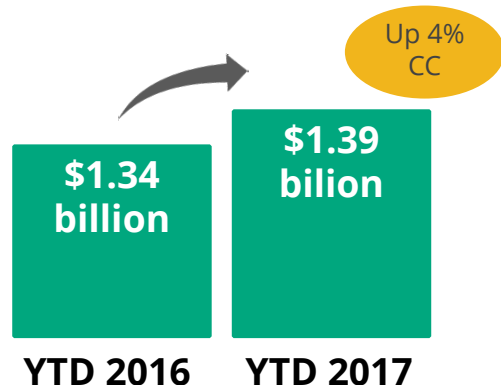 Up 4%
CC
$1.34
billion
$1.39
bilion
YTD 2016
YTD 2017